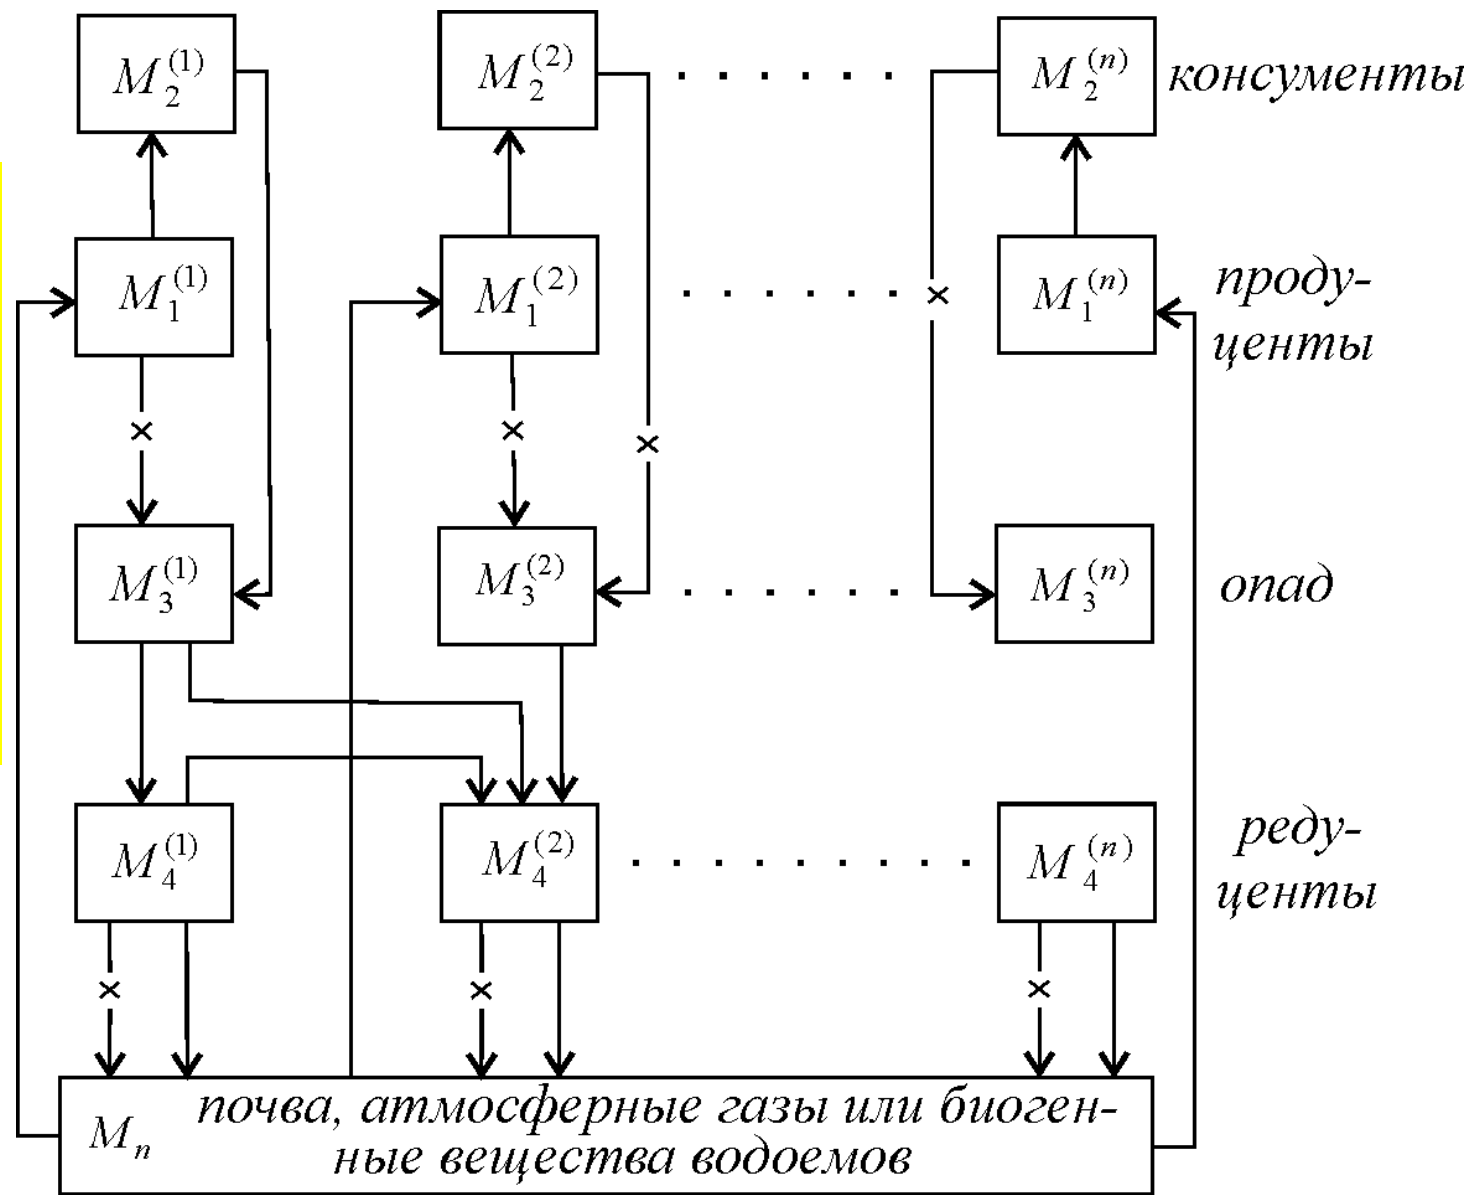 M₂⁽¹⁾ M₂⁽²⁾ . . . . . . M₂⁽ⁿ⁾ консументы
M₁⁽¹⁾ M₁⁽²⁾ . . . . . . × M₁⁽ⁿ⁾ проду-
центы
× × ×
M₃⁽¹⁾ M₃⁽²⁾ . . . . . . M₃⁽ⁿ⁾ опад
M₄⁽¹⁾ M₄⁽²⁾ . . . . . . . . . M₄⁽ⁿ⁾ реду-
центы
× × ×
Mₙ почва, атмосферные газы или биоген-
ные вещества водоемов